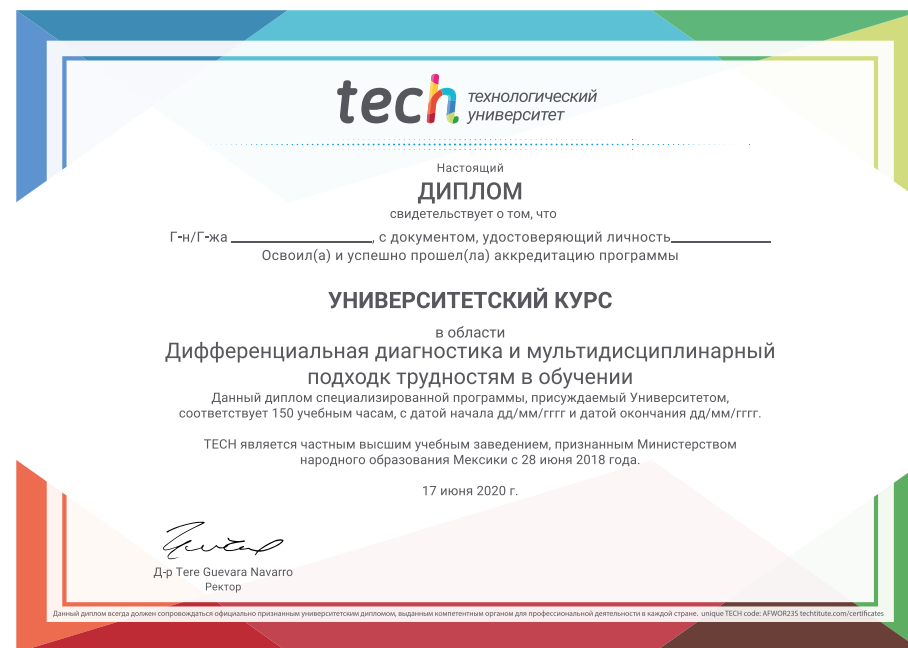 tech технологический
университет
Настоящий
ДИПЛОМ
свидетельствует о том, что
Г-н/Г-жа ____________________, с документом, удостоверяющий личность______________
Освоил(а) и успешно прошел(ла) аккредитацию программы
УНИВЕРСИТЕТСКИЙ КУРС
в области
Дифференциальная диагностика и мультидисциплинарный
подходк трудностям в обучении
Данный диплом специализированной программы, присуждаемый Университетом,
соответствует 150 учебным часам, с датой начала дд/мм/гггг и датой окончания дд/мм/гггг.
TECH является частным высшим учебным заведением, признанным Министерством
народного образования Мексики с 28 июня 2018 года.
17 июня 2020 г.
Д-р Tere Guevara Navarro
Ректор
Данный диплом всегда должен сопровождаться официально признанным университетским дипломом, выданным компетентным органом для профессиональной деятельности в каждой стране. unique TECH code: AFWOR23S techtitute.com/certificates